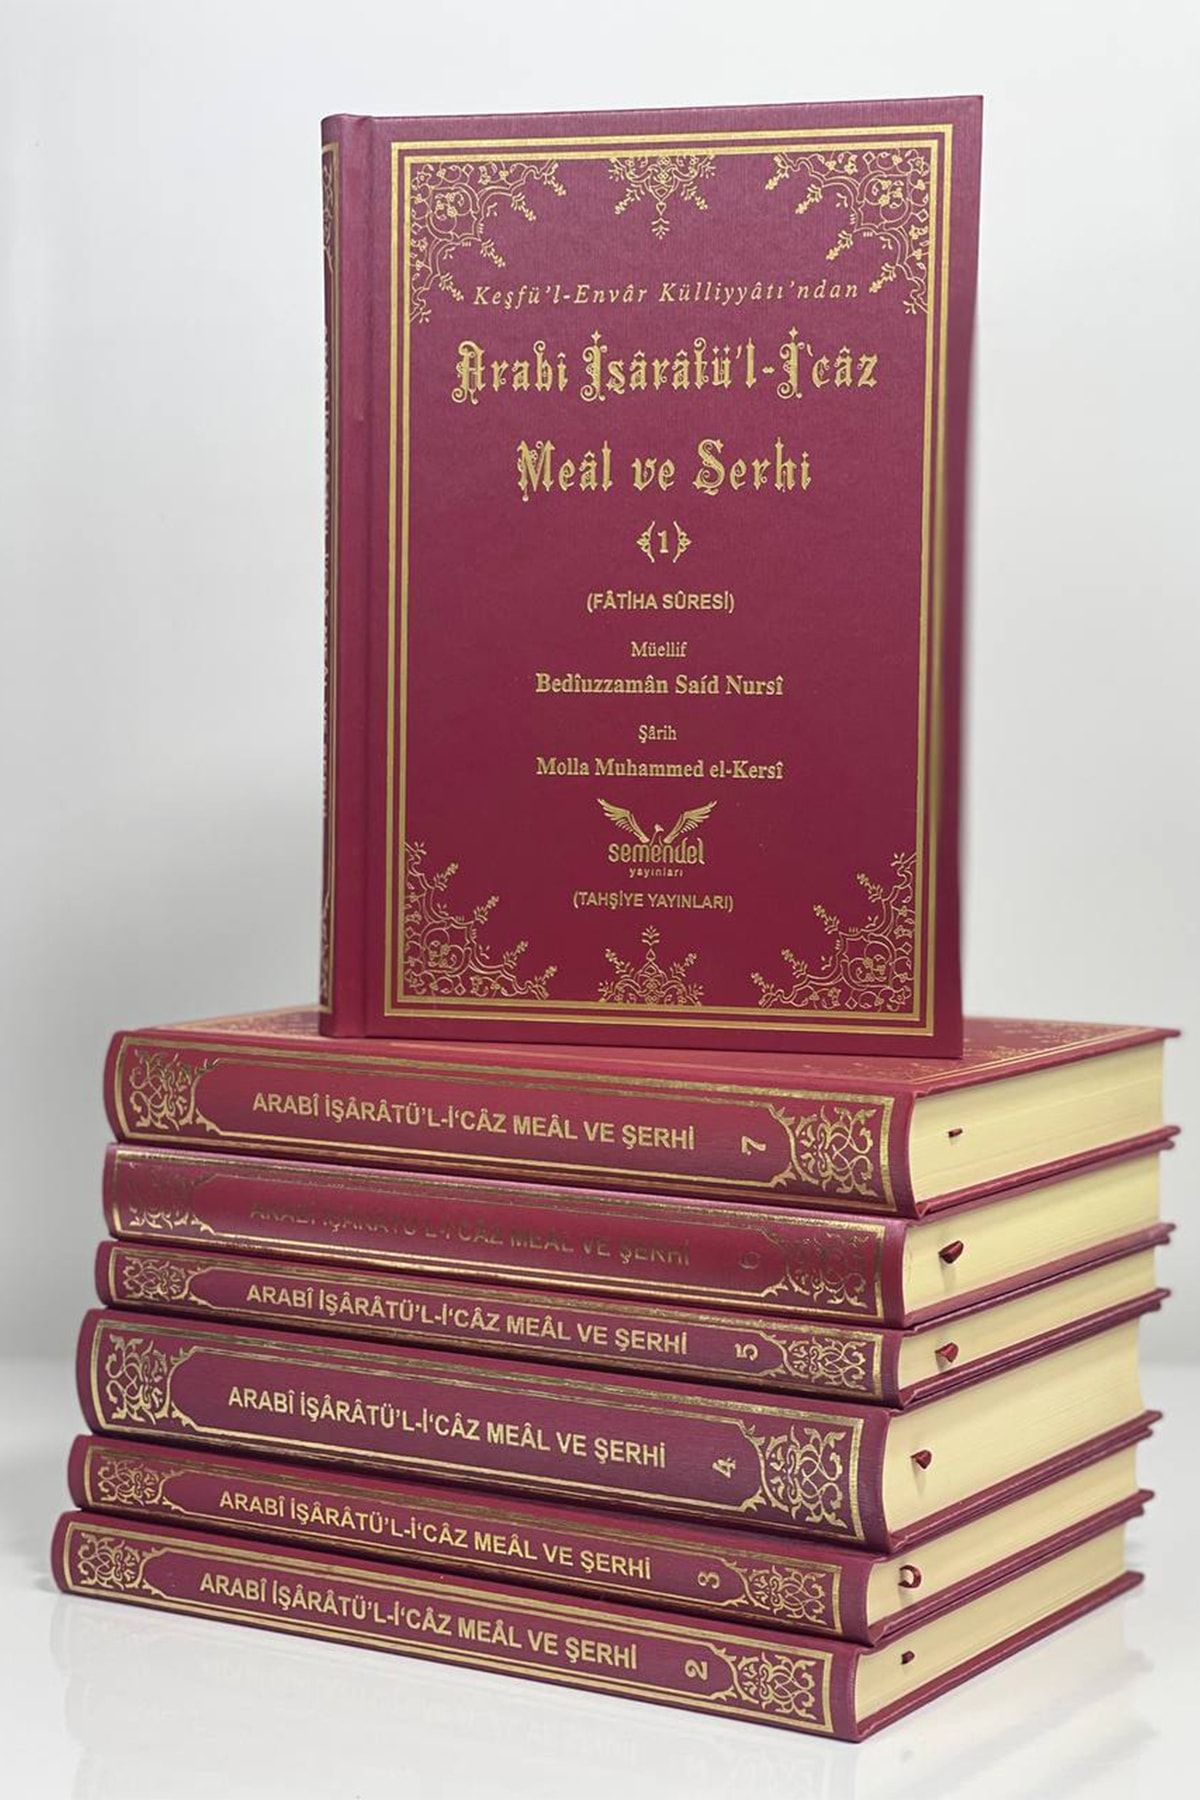 Keşfü'l-Envâr Külliyyâtı'ndan
Arabî İşârâtü'l-İ'câz
Meâl ve Şerhi
1
(FÂTİHA SÛRESİ)
Müellif
Bedîuzzamân Saíd Nursî
Şârih
Molla Muhammed el-Kersî
semendel
yayınları
(TAHŞİYE YAYINLARI)
ARABÎ İŞÂRÂTÜ'L-İ‘CÂZ MEÂL VE ŞERHİ 7
ARABÎ İŞÂRÂTÜ'L-İ‘CÂZ MEÂL VE ŞERHİ 6
ARABÎ İŞÂRÂTÜ'L-İ‘CÂZ MEÂL VE ŞERHİ 5
ARABÎ İŞÂRÂTÜ'L-İ‘CÂZ MEÂL VE ŞERHİ 4
ARABÎ İŞÂRÂTÜ'L-İ‘CÂZ MEÂL VE ŞERHİ 3
ARABÎ İŞÂRÂTÜ'L-İ‘CÂZ MEÂL VE ŞERHİ 2